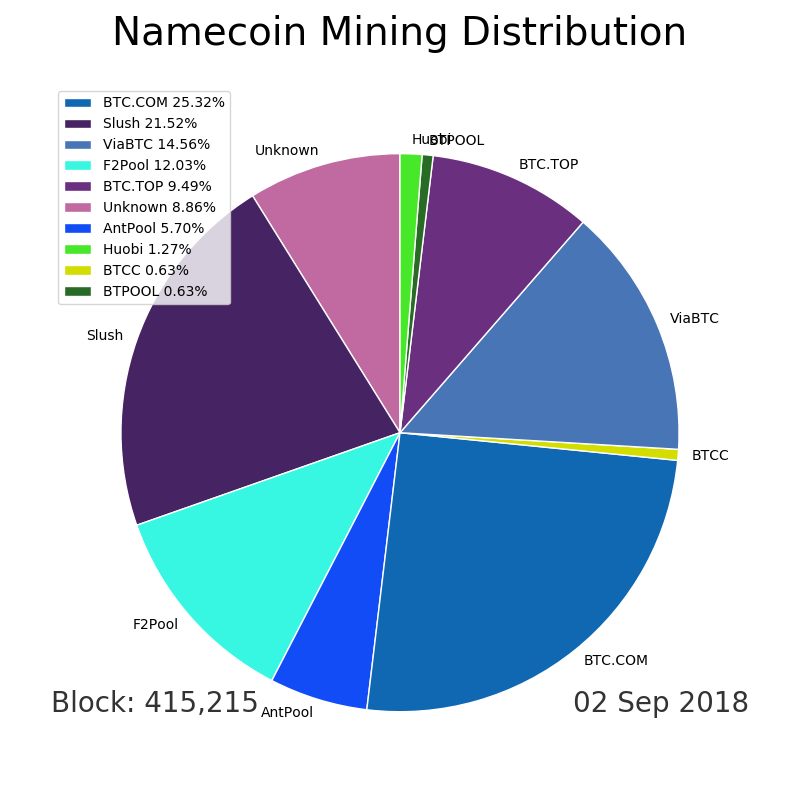 Namecoin Mining Distribution
BTC.COM 25.32%
Slush 21.52%
ViaBTC 14.56%
F2Pool 12.03%
BTC.TOP 9.49%
Unknown 8.86%
AntPool 5.70%
Huobi 1.27%
BTCC 0.63%
BTPOOL 0.63%
Huobi
BTPOOL
Unknown
BTC.TOP
ViaBTC
Slush
BTCC
F2Pool
BTC.COM
Block: 415,215
AntPool
02 Sep 2018